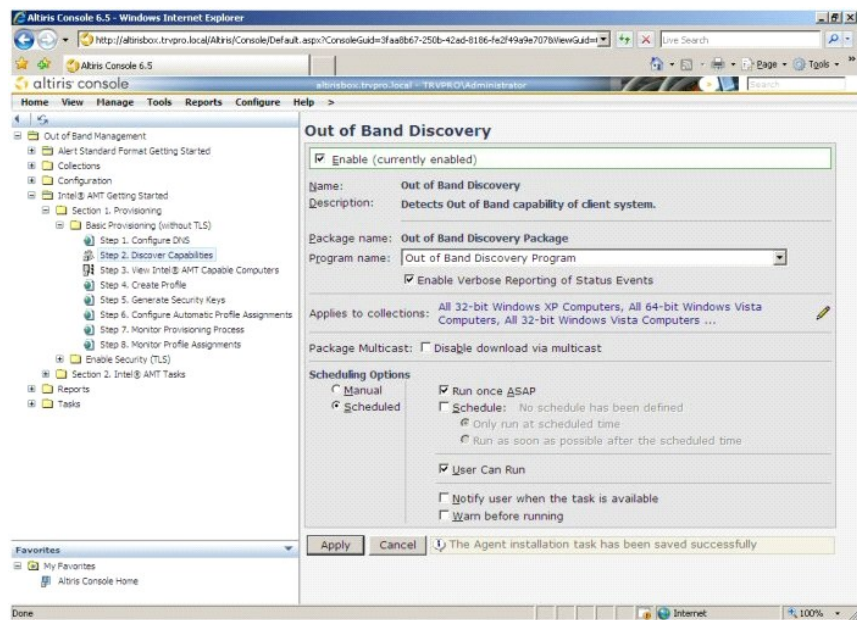 Altiris Console 6.5 - Windows Internet Explorer
http://altirisbox.trvpro.local/Altiris/Console/Default.aspx?ConsoleGuid=3faa8b67-250b-42ad-8186-fe2f49a9e707&ViewGuid=
Live Search
Altiris Console 6.5
Page
Tools
altiris console
altirisbox.trvpro.local - TRVPRO\Administrator
Search
Home View Manage Tools Reports Configure Help >
Out of Band Management
Alert Standard Format Getting Started
Collections
Configuration
Intel® AMT Getting Started
Section 1. Provisioning
Basic Provisioning (without TLS)
Step 1. Configure DNS
Step 2. Discover Capabilities
Step 3. View Intel® AMT Capable Computers
Step 4. Create Profile
Step 5. Generate Security Keys
Step 6. Configure Automatic Profile Assignments
Step 7. Monitor Provisioning Process
Step 8. Monitor Profile Assignments
Enable Security (TLS)
Section 2. Intel® AMT Tasks
Reports
Tasks
Favorites
My Favorites
Altiris Console Home
Out of Band Discovery
Enable (currently enabled)
Name: Out of Band Discovery
Description: Detects Out of Band capability of client system.
Package name: Out of Band Discovery Package
Program name: Out of Band Discovery Program
Enable Verbose Reporting of Status Events
Applies to collections: All 32-bit Windows XP Computers, All 64-bit Windows Vista
Computers, All 32-bit Windows Vista Computers ...
Package Multicast: Disable download via multicast
Scheduling Options
Manual
Scheduled
Run once ASAP
Schedule: No schedule has been defined
Only run at scheduled time
Run as soon as possible after the scheduled time
User Can Run
Notify user when the task is available
Warn before running
Apply Cancel The Agent installation task has been saved successfully
Done Internet 100%